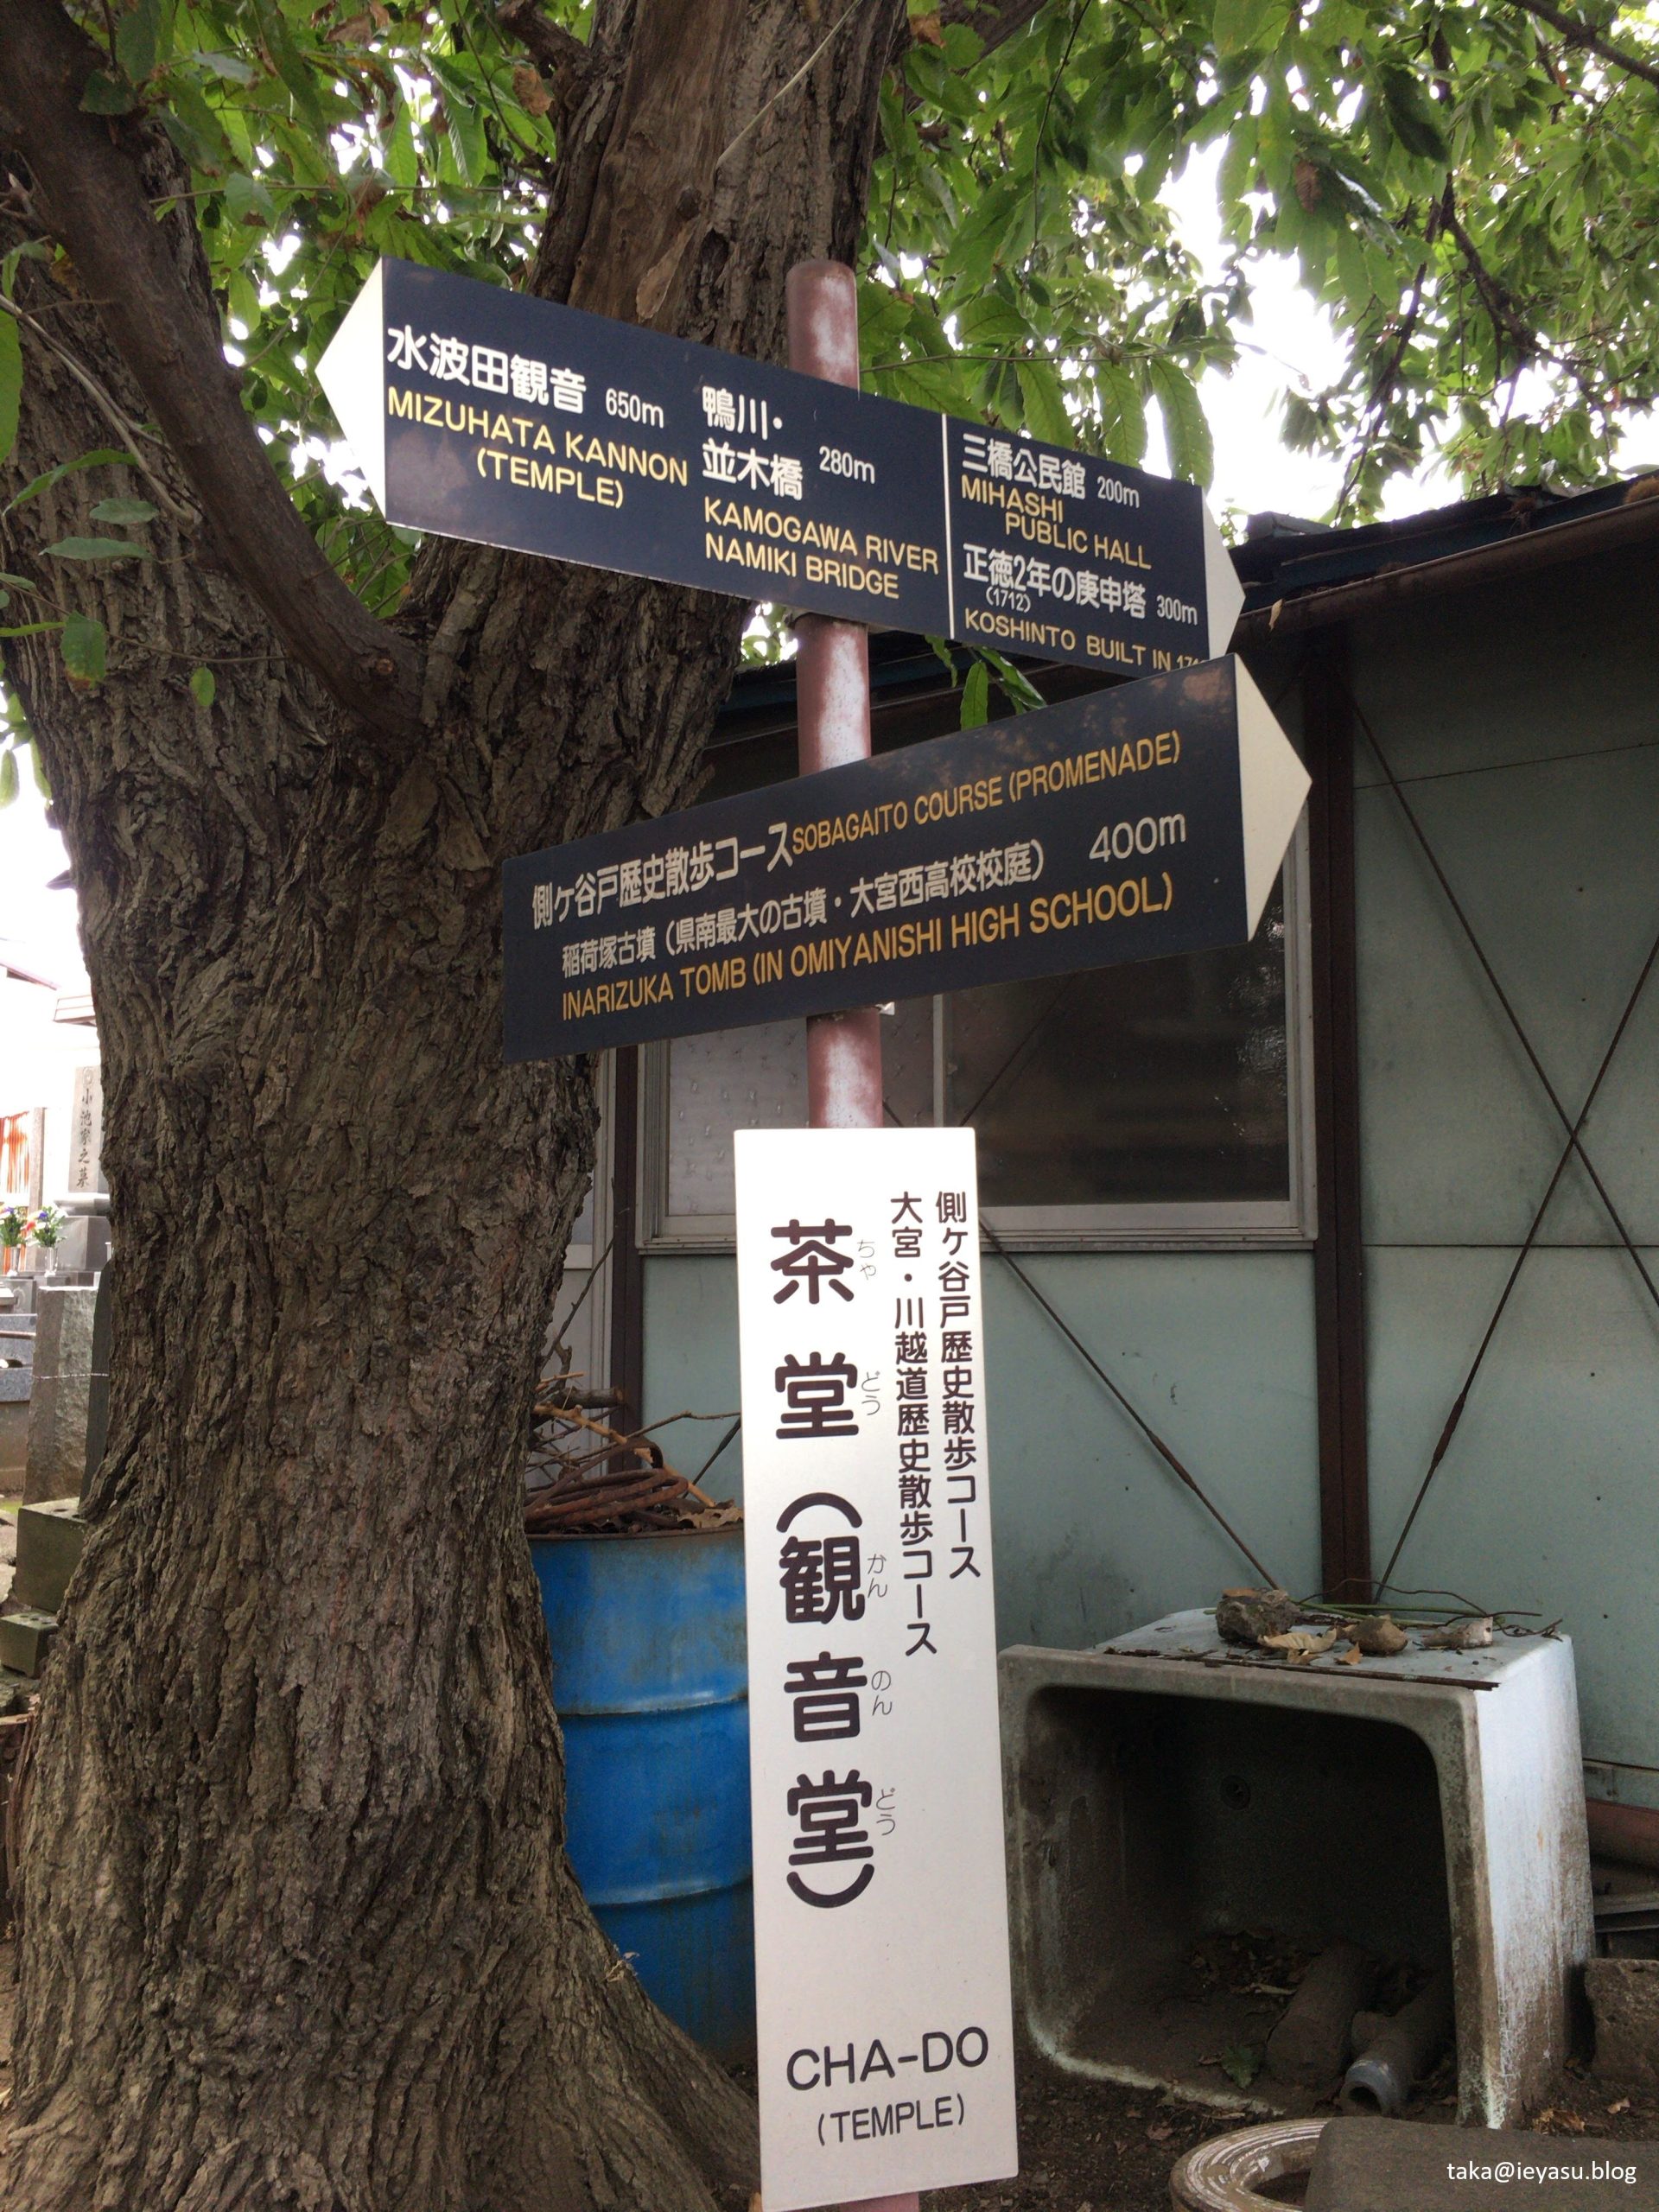 水波田観音 650m
MIZUHATA KANNON
(TEMPLE)
鴨川・
並木橋 280m
KAMOGAWA RIVER
NAMIKI BRIDGE
三橋公民館 200m
MIHASHI
PUBLIC HALL
正徳2年の庚申塔 300m
(1712)
KOSHINTO BUILT IN
側ケ谷戸歴史散歩コース SOBAGAITO COURSE (PROMENADE)
稲荷塚古墳(県南最大の古墳・大宮西高校校庭) 400m
INARIZUKA TOMB (IN OMIYANISHI HIGH SCHOOL)
小池家之墓
側ケ谷戸歴史散歩コース
大宮・川越道歴史散歩コース
茶堂(観音堂)
ちゃ どう かん のん どう
CHA-DO
(TEMPLE)
taka@ieyasu.blog